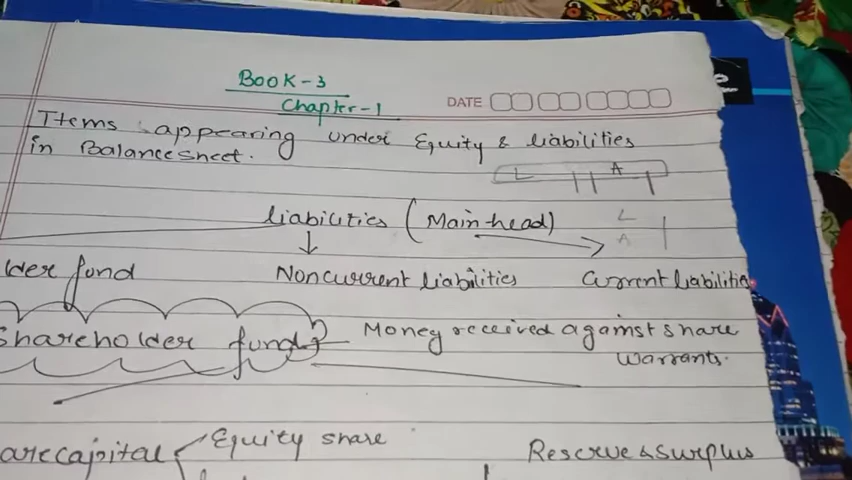 Book-3
Chapter-1
DATE
Items appearing under Equity & liabilities
in Balancesheet.
L A
liabilities (Main head)
L
A
lder fund Noncurrent liabilities Current liabilitie
Shareholder fund Money received against share
warrants.
arecapital Equity share Reserve & surplus